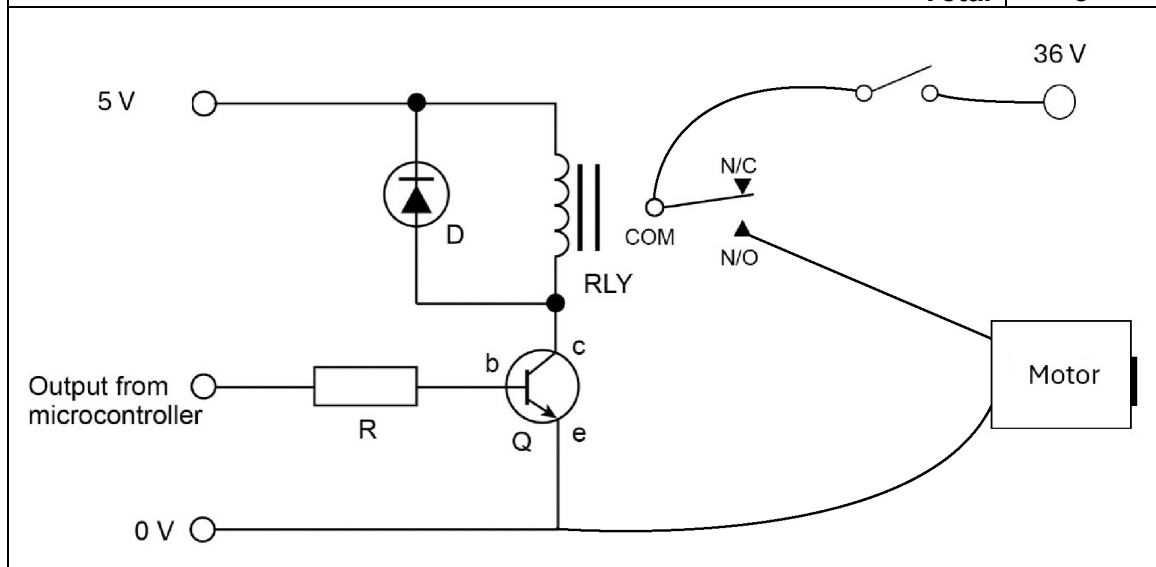 36 V
5 V
N/C
D
COM
N/O
RLY
c
b
Motor
Output from
microcontroller
R
Q
e
0 V